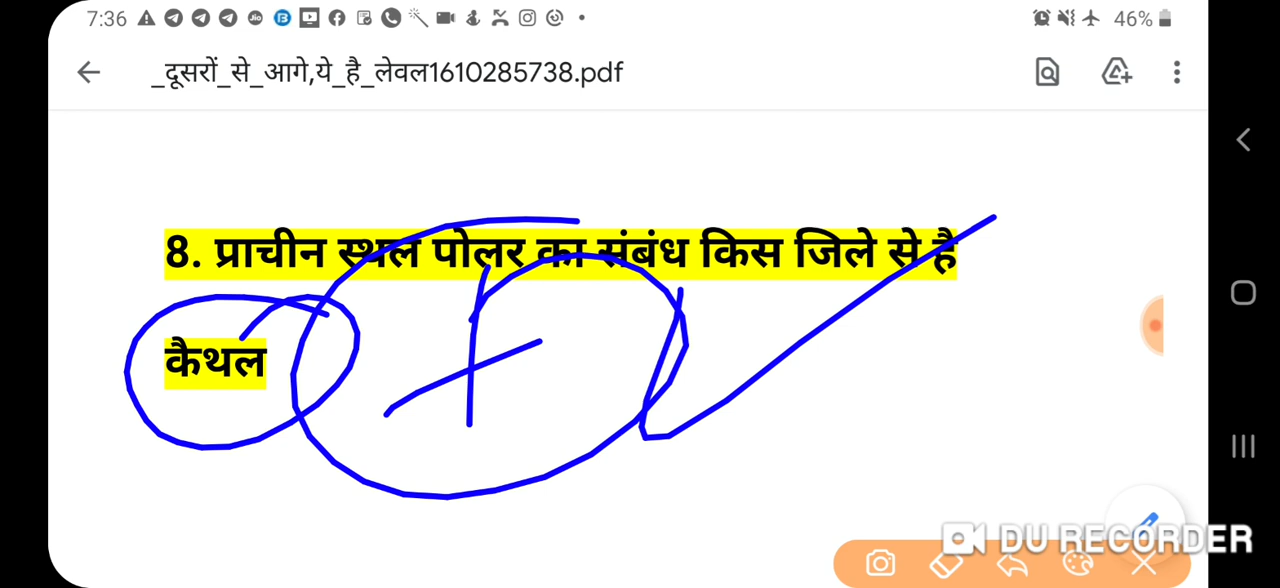 7:36
46%
_दूसरों_से_आगे,ये_है_लेवल1610285738.pdf
8. प्राचीन स्थल पोलर का संबंध किस जिले से है
कैथल
DU RECORDER